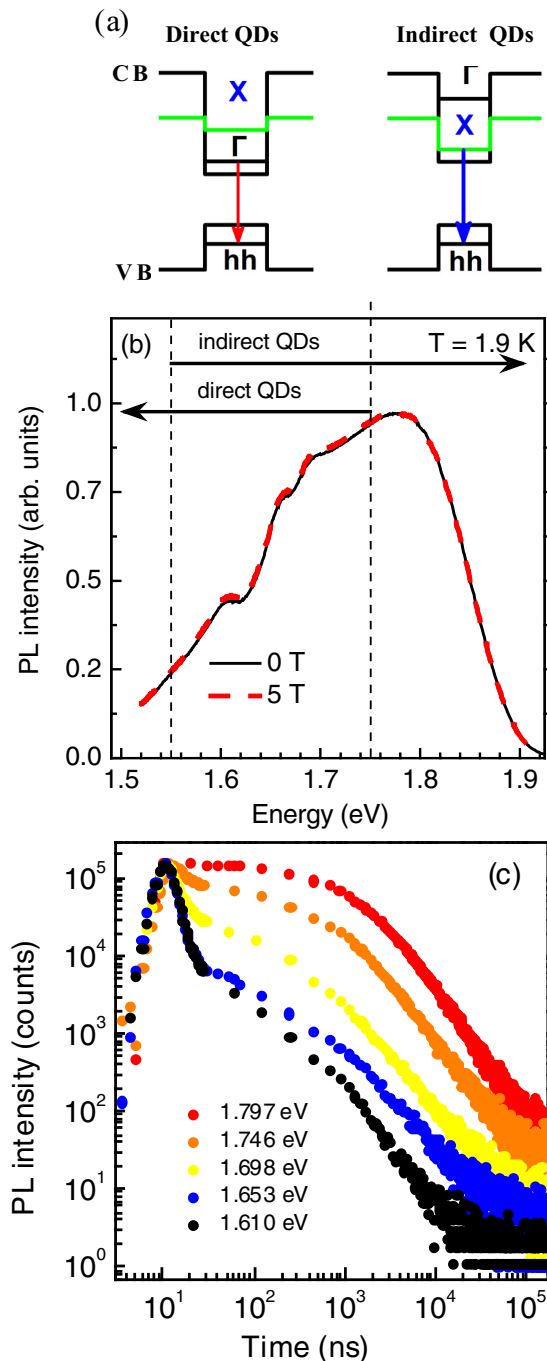 (a)
Direct QDs
Indirect QDs
CB
X
Γ
Γ
X
hh
hh
VB
(b)
indirect QDs
T = 1.9 K
direct QDs
1.0
0.7
0.5
0.2
0.0
PL intensity (arb. units)
0 T
5 T
1.5 1.6 1.7 1.8 1.9
Energy (eV)
(c)
10^5
10^4
10^3
10^2
10^1
10^0
PL intensity (counts)
1.797 eV
1.746 eV
1.698 eV
1.653 eV
1.610 eV
10^1 10^2 10^3 10^4 10^5
Time (ns)